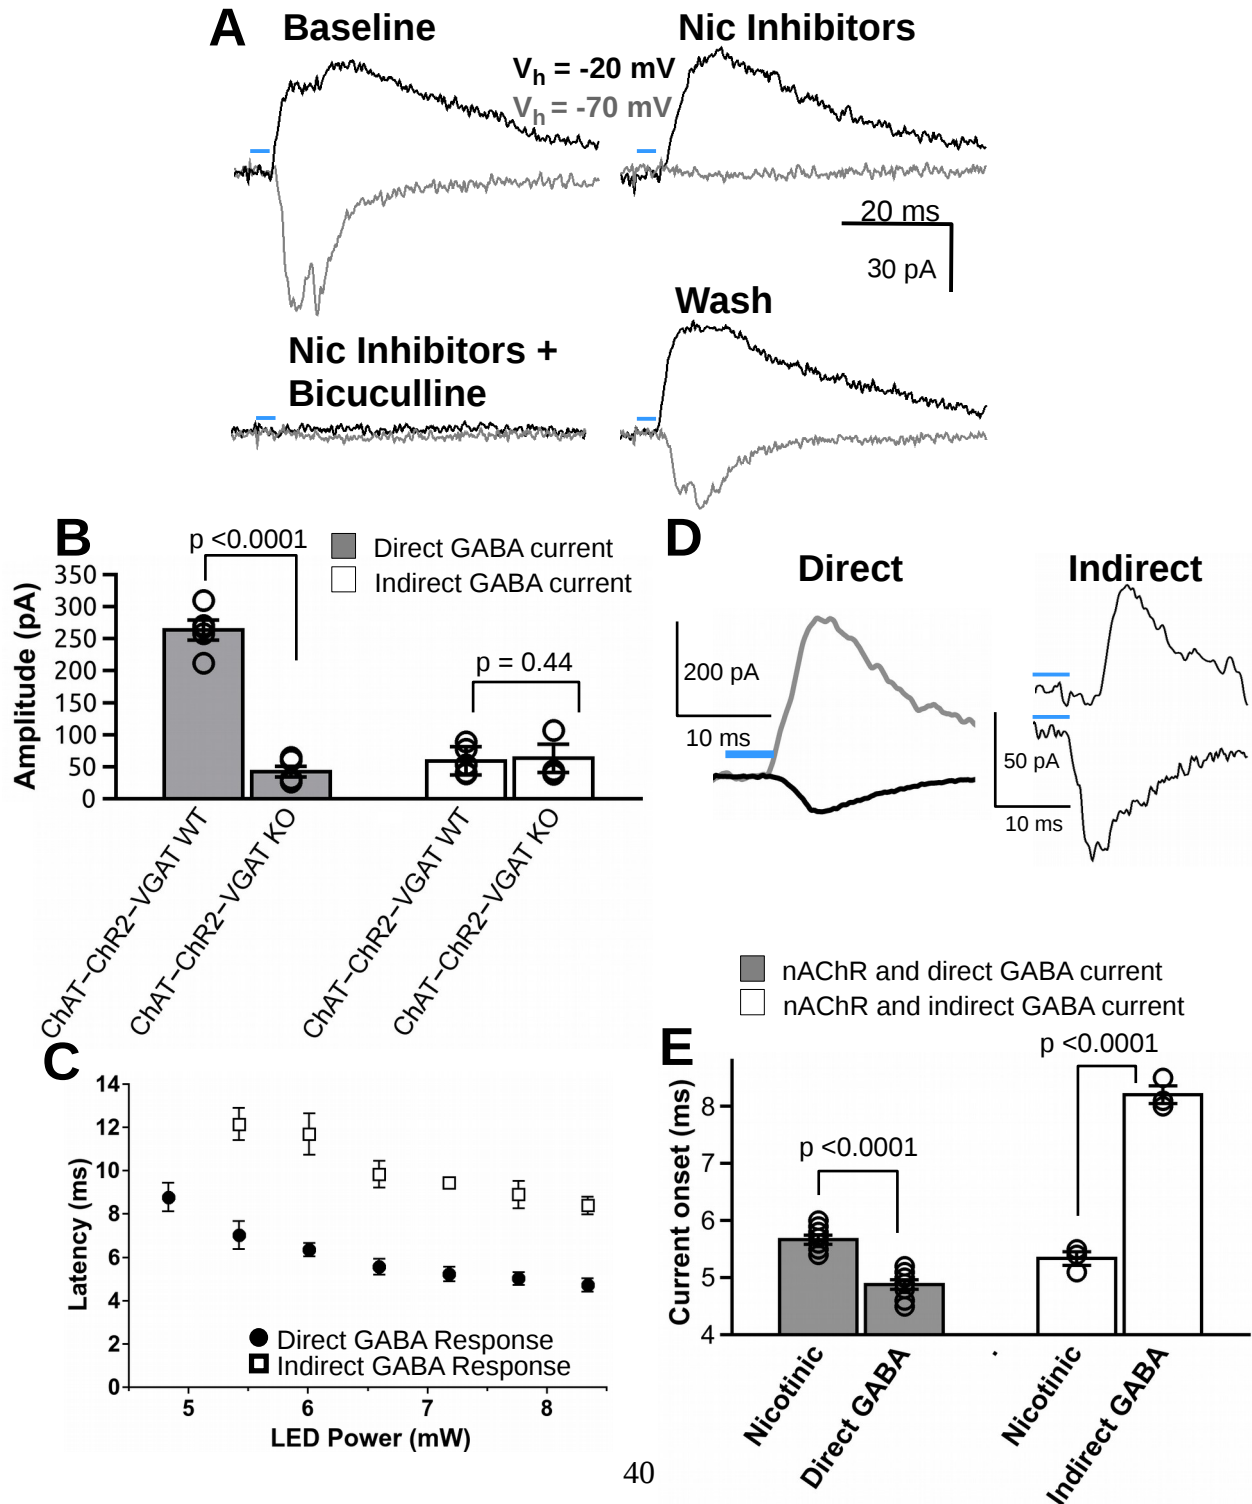 A
Baseline
Nic Inhibitors
Vh = -20 mV
Vh = -70 mV
20 ms
30 pA
Nic Inhibitors +
Bicuculline
Wash
B
p <0.0001
Direct GABA current
Indirect GABA current
p = 0.44
Amplitude (pA)
350
300
250
200
150
100
50
0
ChAT−ChR2−VGAT WT
ChAT−ChR2−VGAT KO
ChAT−ChR2−VGAT WT
ChAT−ChR2−VGAT KO
D
Direct
Indirect
200 pA
10 ms
50 pA
10 ms
C
Latency (ms)
14
12
10
8
6
4
2
0
Direct GABA Response
Indirect GABA Response
5
6
7
8
LED Power (mW)
nAChR and direct GABA current
nAChR and indirect GABA current
E
p <0.0001
p <0.0001
Current onset (ms)
8
7
6
5
4
Nicotinic
Direct GABA
Nicotinic
Indirect GABA
40